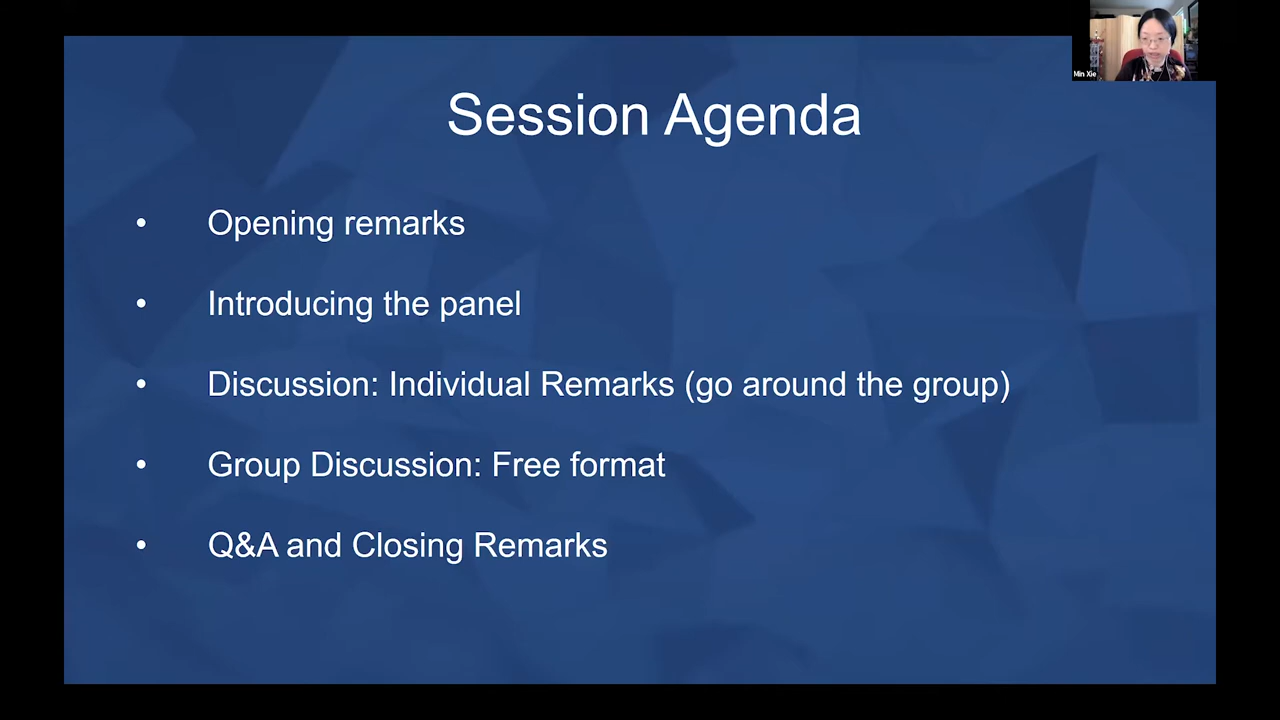 Min Xie
Session Agenda
• Opening remarks
• Introducing the panel
• Discussion: Individual Remarks (go around the group)
• Group Discussion: Free format
• Q&A and Closing Remarks